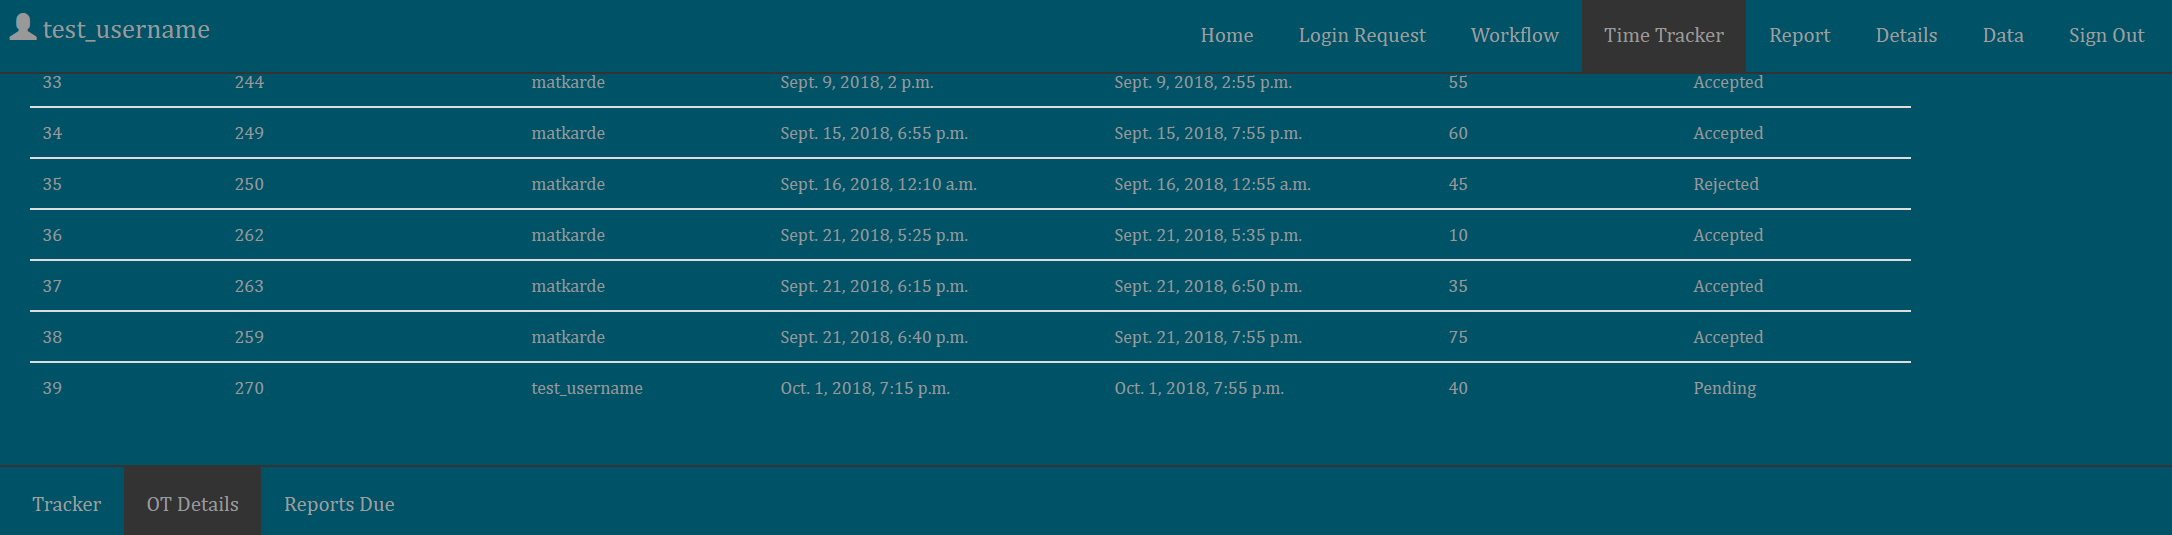 test_username Home Login Request Workflow Time Tracker Report Details Data Sign Out
33 244 matkarde Sept. 9, 2018, 2 p.m. Sept. 9, 2018, 2:55 p.m. 55 Accepted
34 249 matkarde Sept. 15, 2018, 6:55 p.m. Sept. 15, 2018, 7:55 p.m. 60 Accepted
35 250 matkarde Sept. 16, 2018, 12:10 a.m. Sept. 16, 2018, 12:55 a.m. 45 Rejected
36 262 matkarde Sept. 21, 2018, 5:25 p.m. Sept. 21, 2018, 5:35 p.m. 10 Accepted
37 263 matkarde Sept. 21, 2018, 6:15 p.m. Sept. 21, 2018, 6:50 p.m. 35 Accepted
38 259 matkarde Sept. 21, 2018, 6:40 p.m. Sept. 21, 2018, 7:55 p.m. 75 Accepted
39 270 test_username Oct. 1, 2018, 7:15 p.m. Oct. 1, 2018, 7:55 p.m. 40 Pending
Tracker OT Details Reports Due